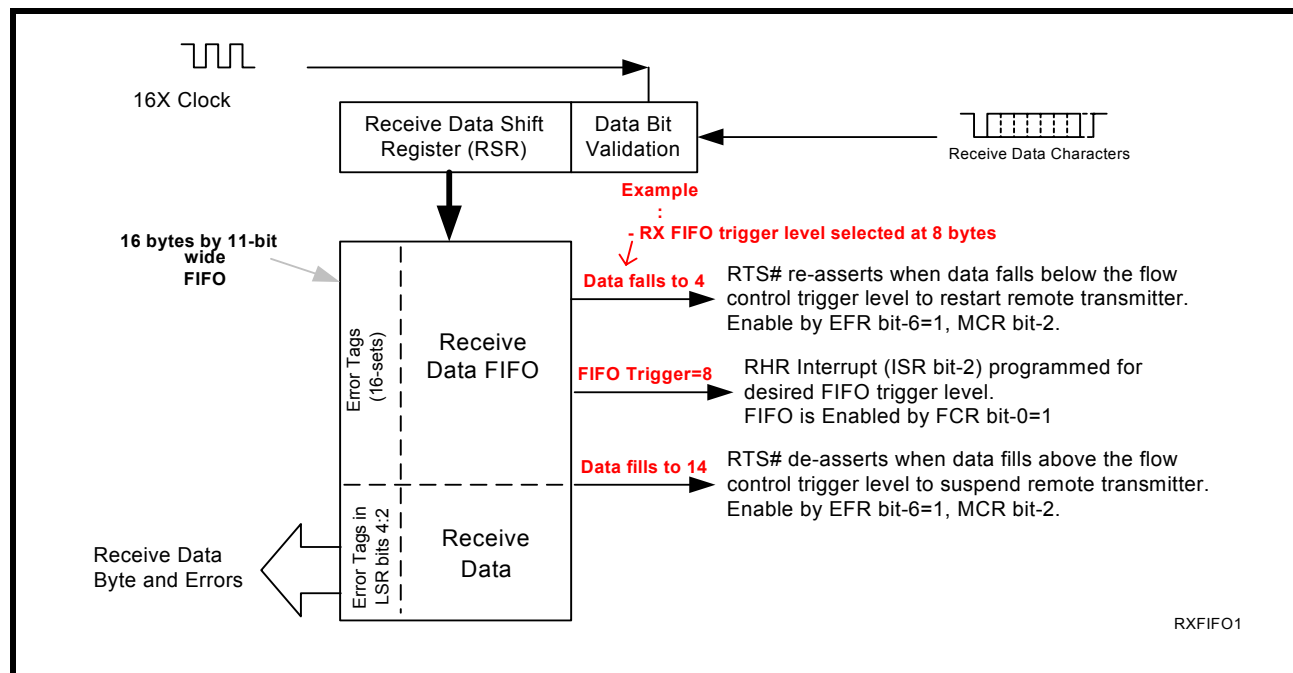 16X Clock
Receive Data Shift
Register (RSR)
Data Bit
Validation
Receive Data Characters
Example
:
- RX FIFO trigger level selected at 8 bytes
16 bytes by 11-bit
wide
FIFO
Error Tags
(16-sets)
Receive
Data FIFO
Data falls to 4
RTS# re-asserts when data falls below the flow
control trigger level to restart remote transmitter.
Enable by EFR bit-6=1, MCR bit-2.
FIFO Trigger=8
RHR Interrupt (ISR bit-2) programmed for
desired FIFO trigger level.
FIFO is Enabled by FCR bit-0=1
Data fills to 14
RTS# de-asserts when data fills above the flow
control trigger level to suspend remote transmitter.
Enable by EFR bit-6=1, MCR bit-2.
Receive Data
Byte and Errors
Error Tags in
LSR bits 4:2
Receive
Data
RXFIFO1